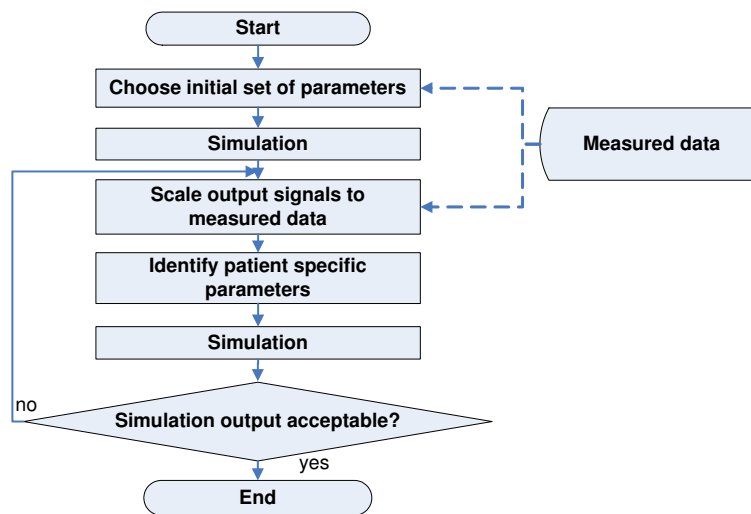 Start
Choose initial set of parameters
Simulation
Measured data
Scale output signals to
measured data
Identify patient specific
parameters
Simulation
no
Simulation output acceptable?
yes
End